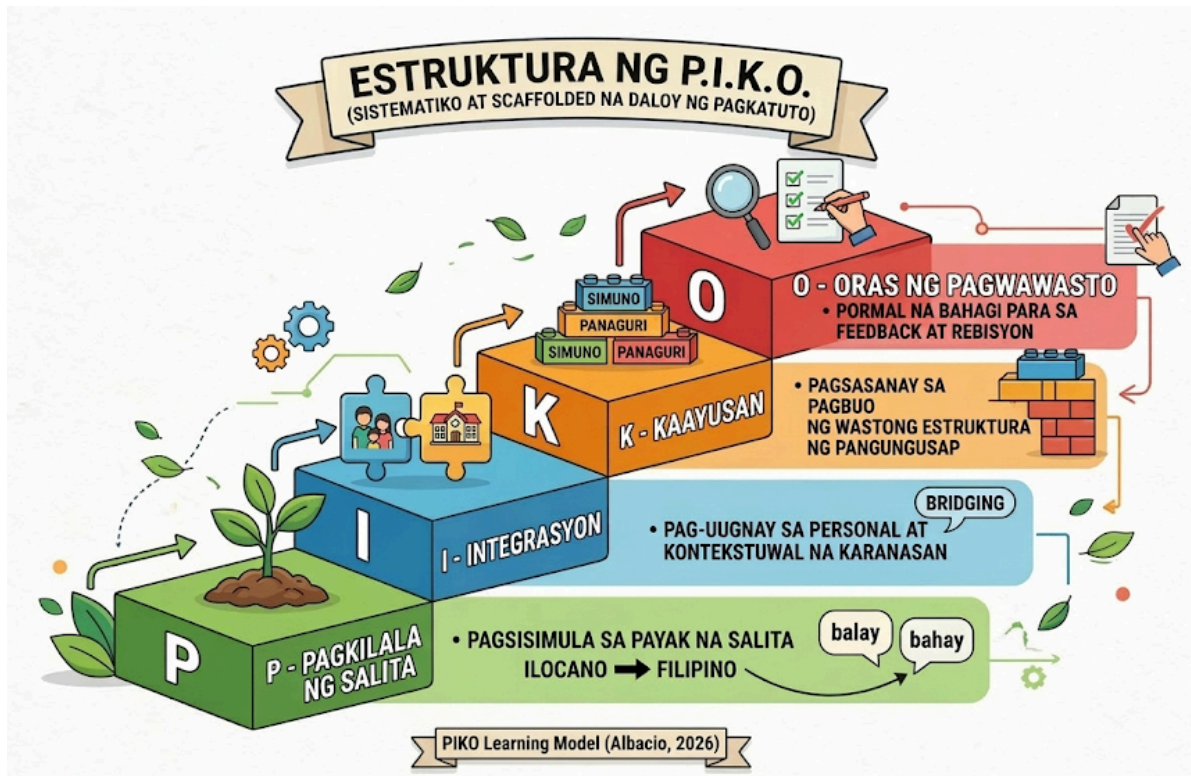 ESTRUKTURA NG P.I.K.O.
(SISTEMATIKO AT SCAFFOLDED NA DALOY NG PAGKATUTO)
O
O - ORAS NG PAGWAWASTO
• PORMAL NA BAHAGI PARA SA
FEEDBACK AT REBISYON
SIMUNO
PANAGURI
SIMUNO PANAGURI
K
K - KAAYUSAN
• PAGSASANAY SA
PAGBUO
NG WASTONG ESTRUKTURA
NG PANGUNGUSAP
I
I - INTEGRASYON
BRIDGING
• PAG-UUGNAY SA PERSONAL AT
KONTEKSTUWAL NA KARANASAN
P
P - PAGKILALA
NG SALITA
• PAGSISIMULA SA PAYAK NA SALITA
ILOCANO ➡ FILIPINO
balay
bahay
PIKO Learning Model (Albacio, 2026)